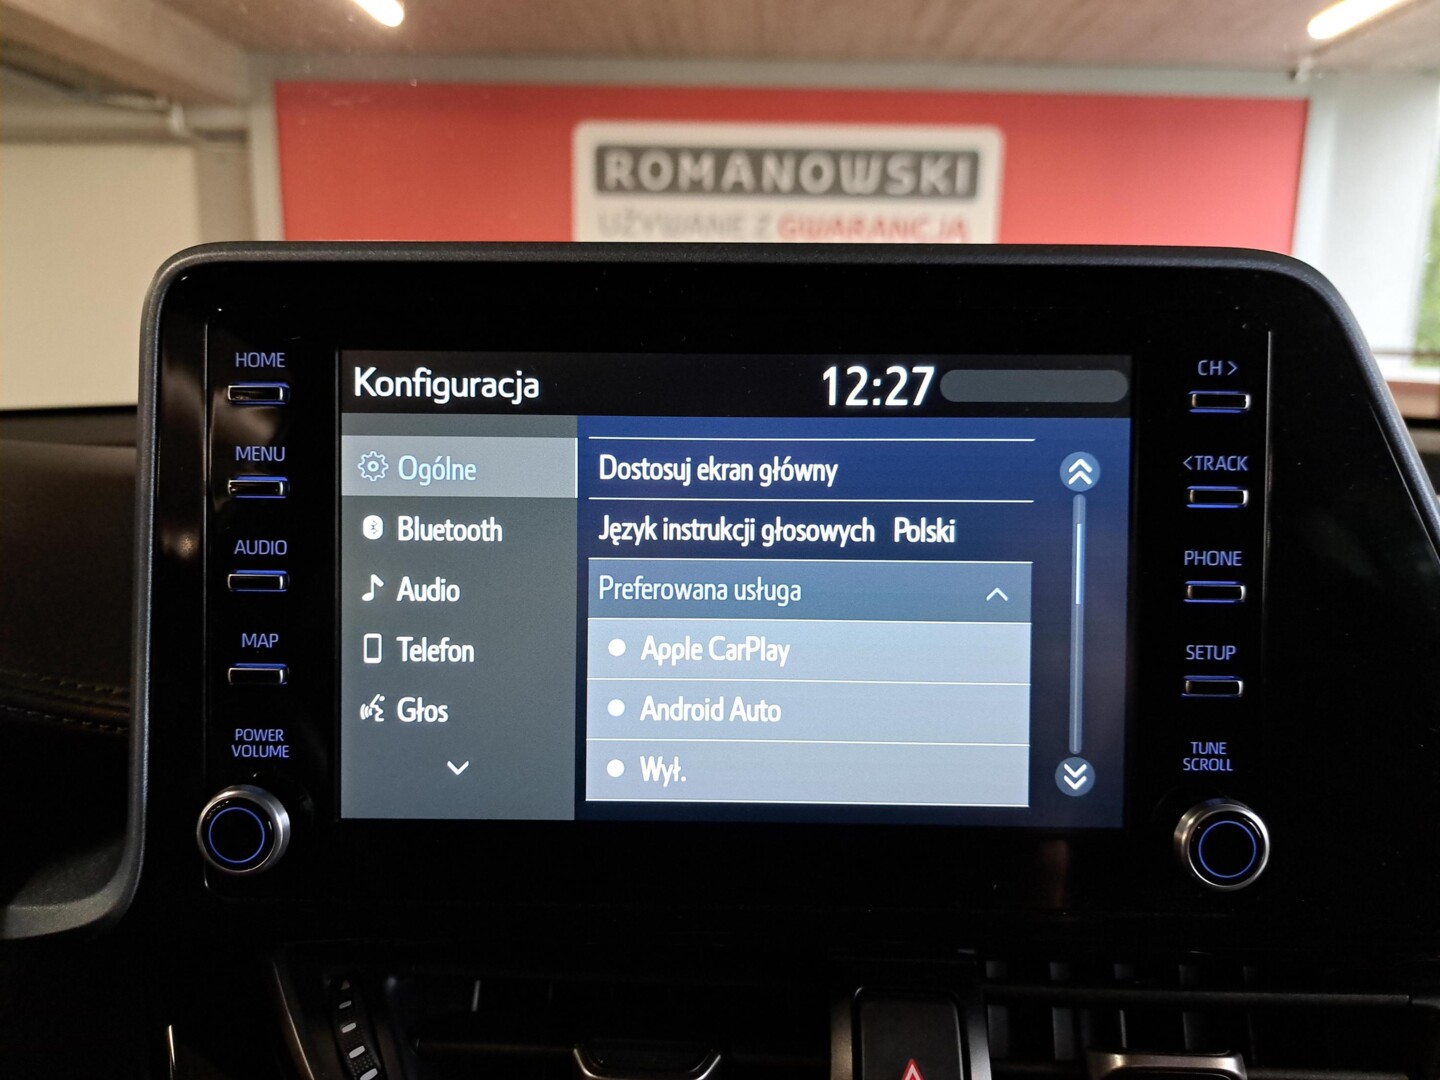 ROMANOWSKI
UŻYWANE Z GWARANCJĄ
HOME
MENU
AUDIO
MAP
POWER
VOLUME
Konfiguracja
12:27
Ogólne
Bluetooth
Audio
Telefon
Głos
Dostosuj ekran główny
Język instrukcji głosowych Polski
Preferowana usługa
Apple CarPlay
Android Auto
Wył.
CH >
<TRACK
PHONE
SETUP
TUNE
SCROLL